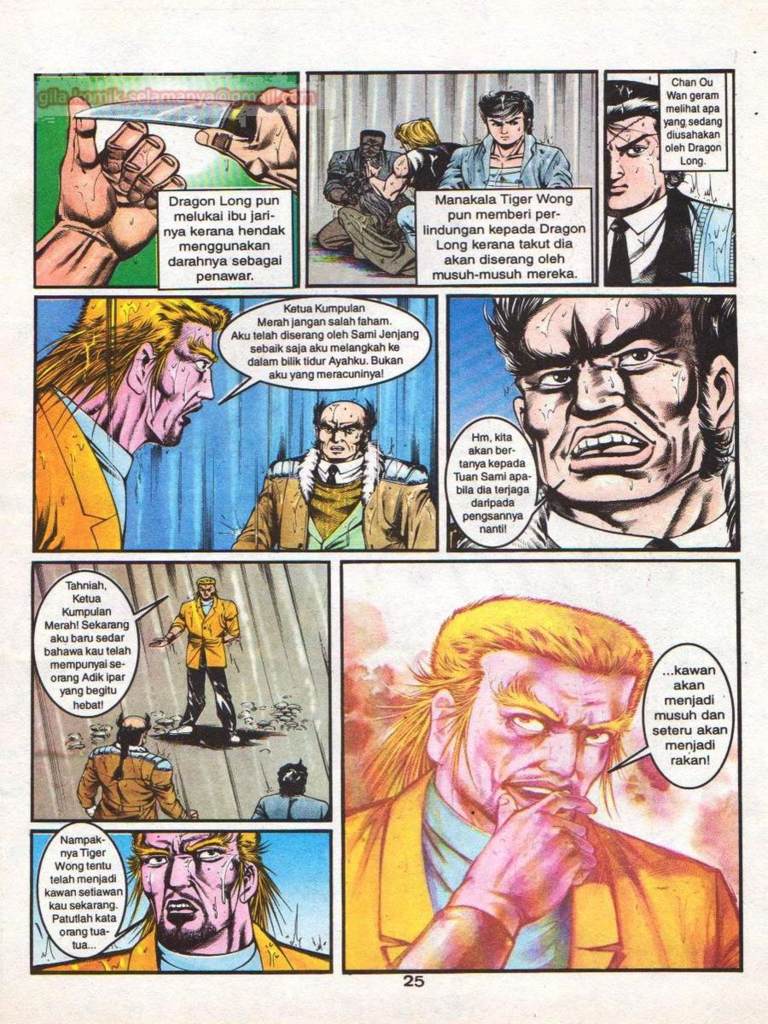 gila.komik.selamanya@gmail.com
Dragon Long pun
melukai ibu jari-
nya kerana hendak
menggunakan
darahnya sebagai
penawar.
Manakala Tiger Wong
pun memberi per-
lindungan kepada Dragon
Long kerana takut dia
akan diserang oleh
musuh-musuh mereka.
Chan Ou
Wan geram
melihat apa
yang sedang
diusahakan
oleh Dragon
Long.
Ketua Kumpulan
Merah jangan salah faham.
Aku telah diserang oleh Sami Jenjang
sebaik saja aku melangkah ke
dalam bilik tidur Ayahku. Bukan
aku yang meracuninya!
Hm, kita
akan ber-
tanya kepada
Tuan Sami apa-
bila dia terjaga
daripada
pengsannya
nanti!
Tahniah,
Ketua
Kumpulan
Merah! Sekarang
aku baru sedar
bahawa kau telah
mempunyai se-
orang Adik ipar
yang begitu
hebat!
Nampak-
nya Tiger
Wong tentu
telah menjadi
kawan setiawan
kau sekarang.
Patutlah kata
orang tua-
tua...
...kawan
akan
menjadi
musuh dan
seteru akan
menjadi
rakan!
25